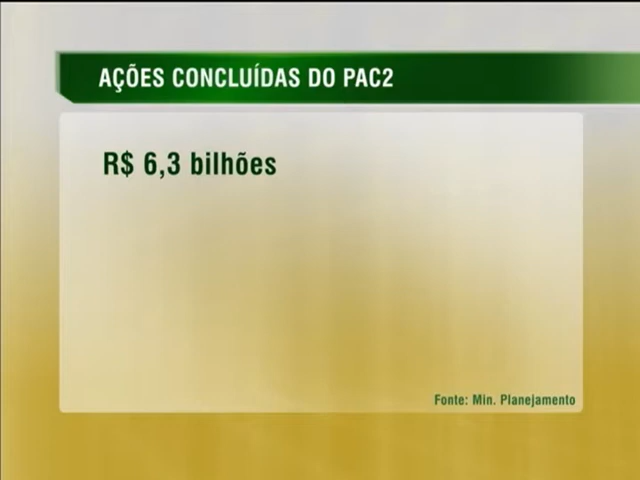 AÇÕES CONCLUÍDAS DO PAC2
R$ 6,3 bilhões
Fonte: Min. Planejamento